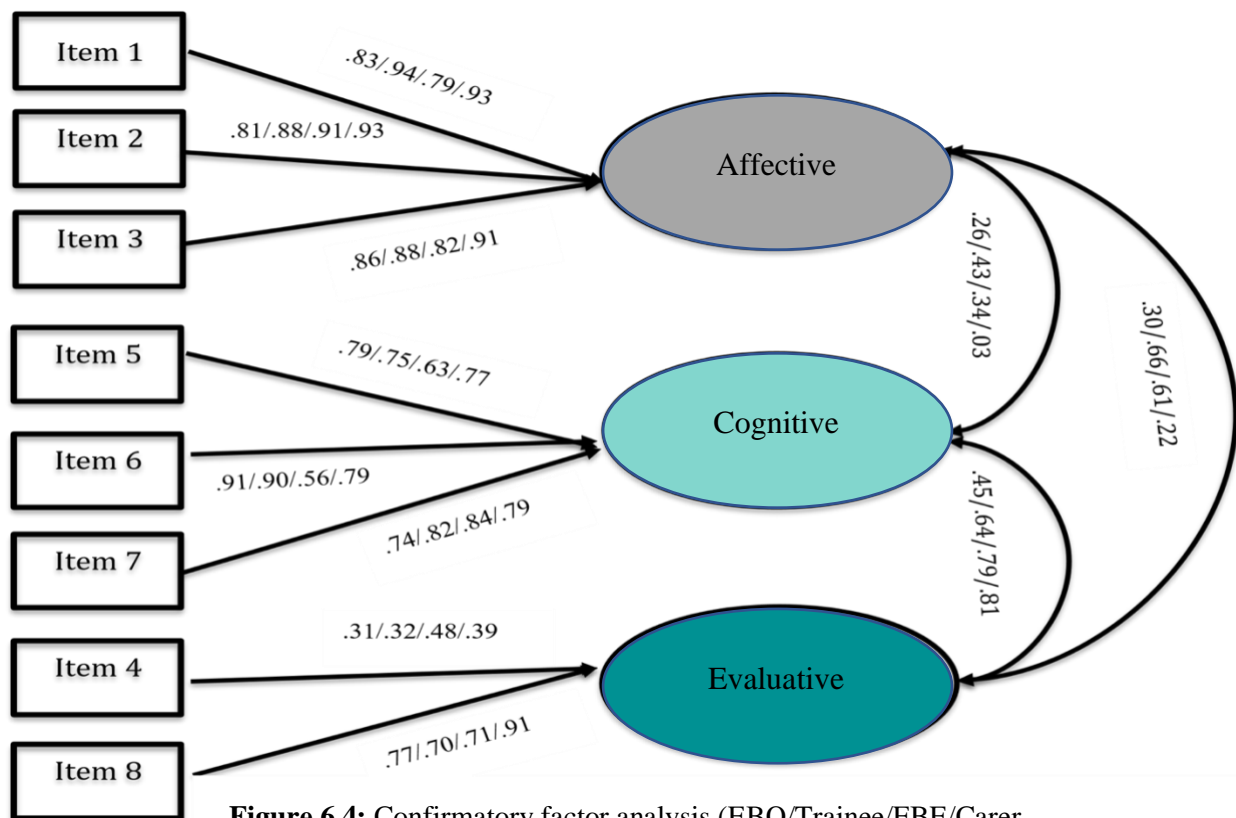 Item 1
.83/.94/.79/.93
Item 2
.81/.88/.91/.93
Item 3
.86/.88/.82/.91
Affective
.26/.43/.34/.03
.30/.66/.61/.22
Item 5
.79/.75/.63/.77
Item 6
.91/.90/.56/.79
Item 7
.74/.82/.84/.79
Cognitive
.45/.64/.79/.81
Item 4
.31/.32/.48/.39
Item 8
.77/.70/.71/.91
Evaluative
Figure 6.4: Confirmatory factor analysis (EBO/Trainee/EBE/Carer